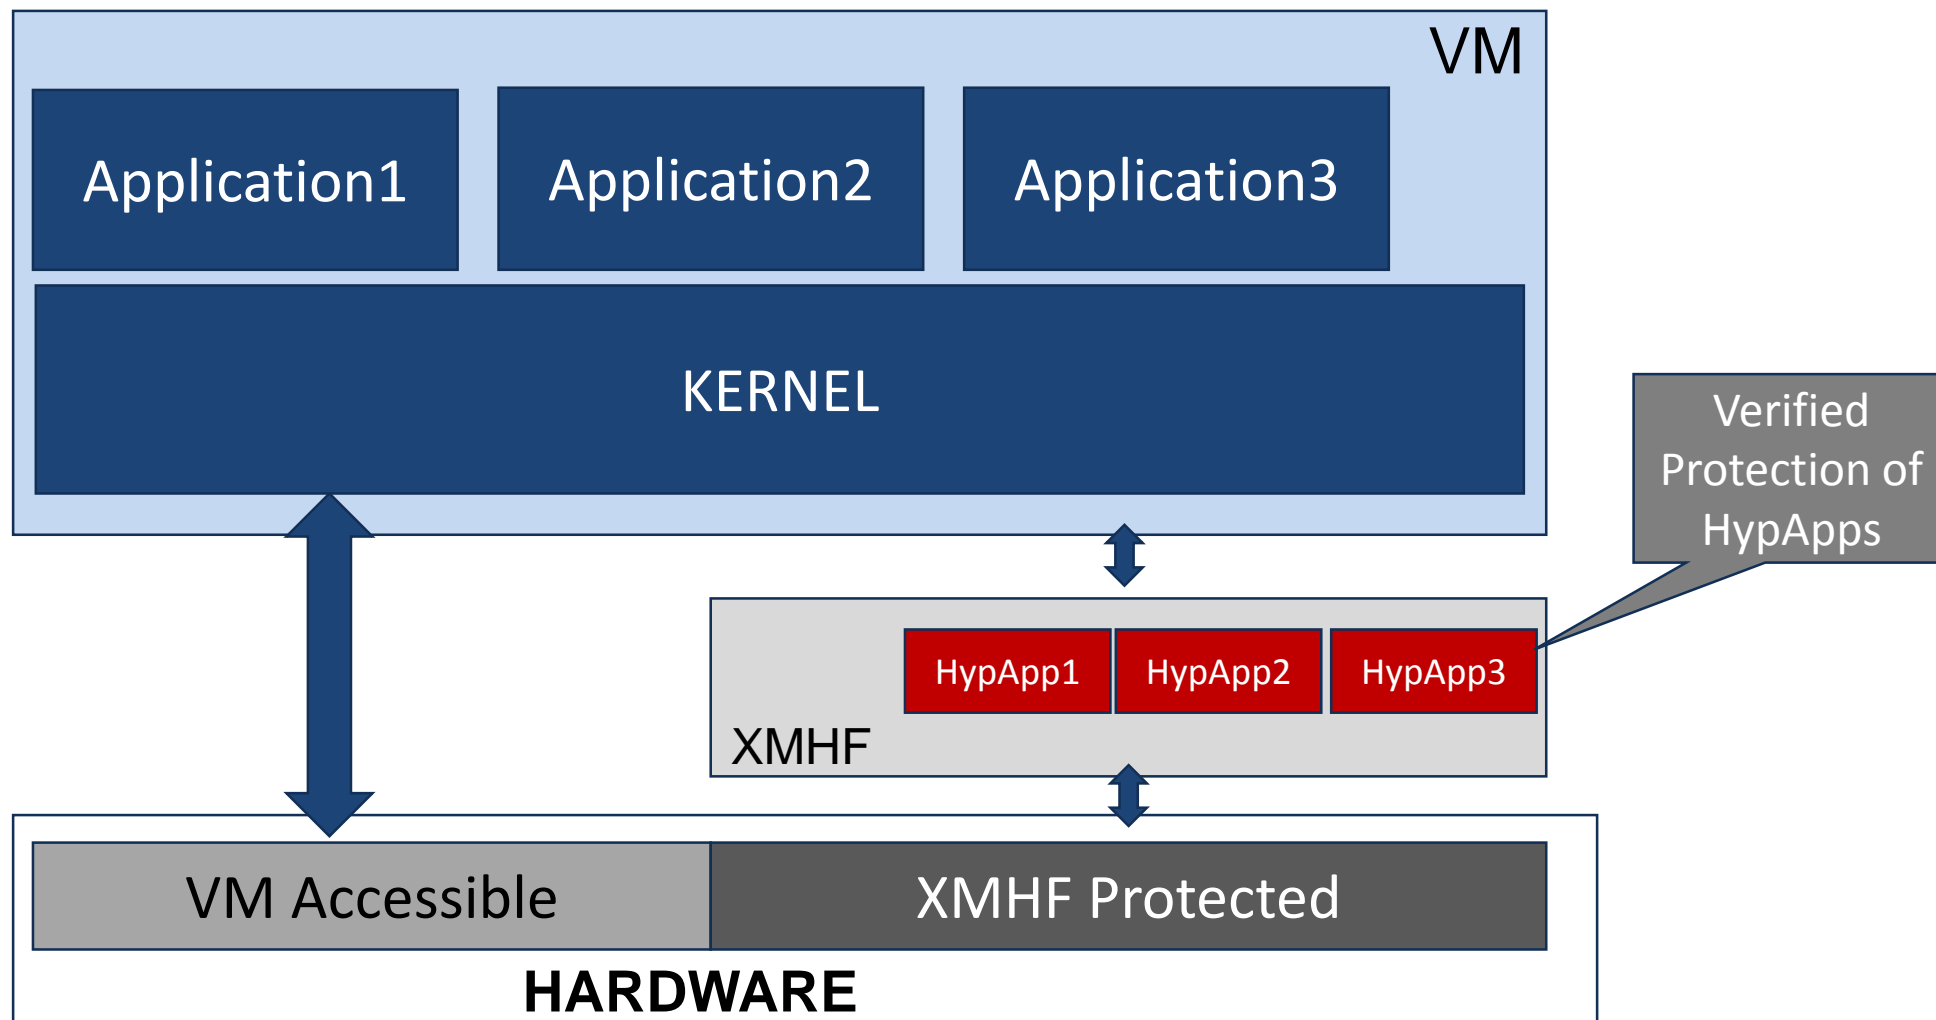 VM
Application1
Application2
Application3
KERNEL
Verified
Protection of
HypApps
HypApp1
HypApp2
HypApp3
XMHF
VM Accessible
XMHF Protected
HARDWARE